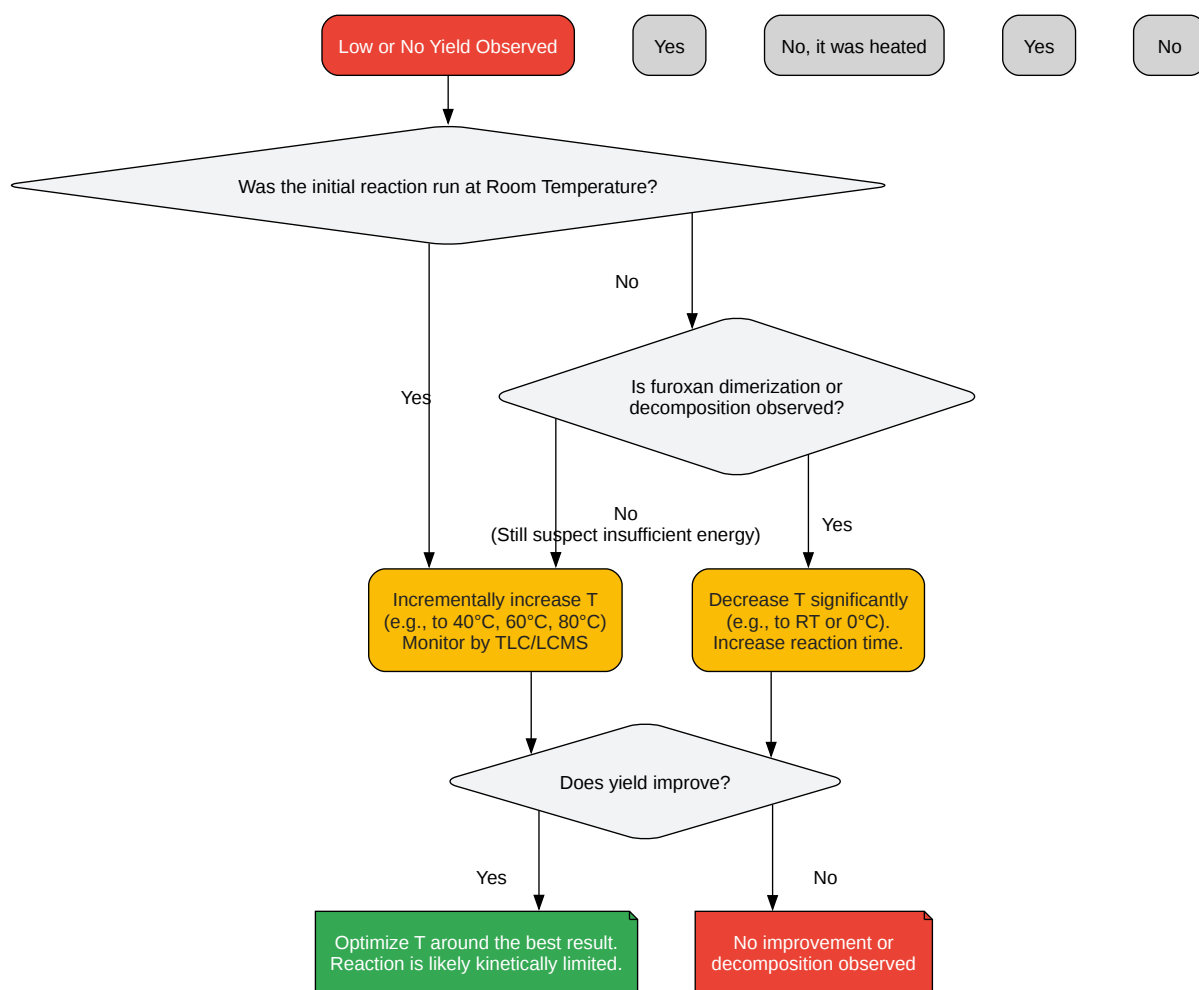 Low or No Yield Observed
Yes
No, it was heated
Yes
No
Was the initial reaction run at Room Temperature?
No
Is furoxan dimerization or
decomposition observed?
Yes
No
(Still suspect insufficient energy)
Yes
Incrementally increase T
(e.g., to 40°C, 60°C, 80°C)
Monitor by TLC/LCMS
Decrease T significantly
(e.g., to RT or 0°C).
Increase reaction time.
Does yield improve?
Yes
No
Optimize T around the best result.
Reaction is likely kinetically limited.
No improvement or
decomposition observed